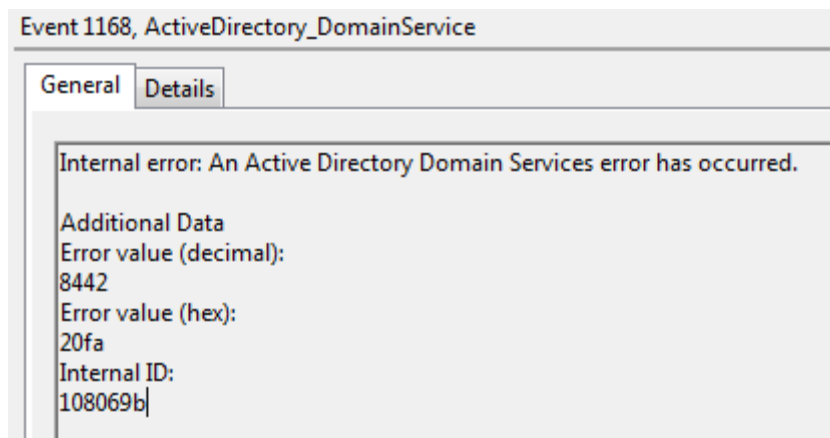 Event 1168, ActiveDirectory_DomainService
General Details
Internal error: An Active Directory Domain Services error has occurred.
Additional Data
Error value (decimal):
8442
Error value (hex):
20fa
Internal ID:
108069b